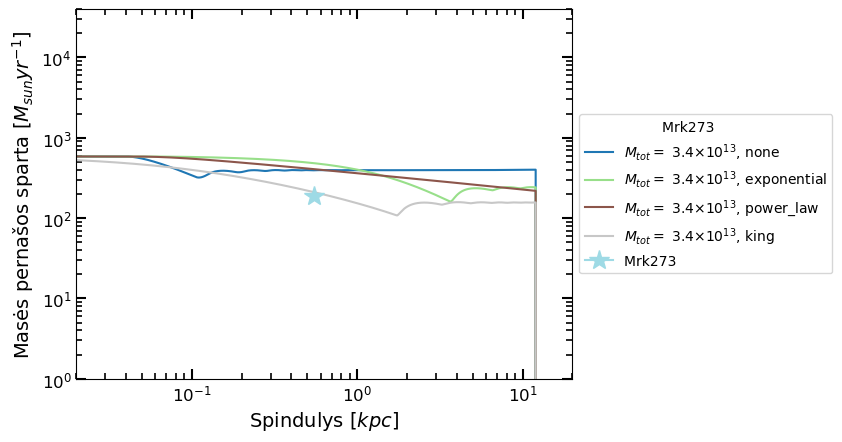 Masės pernašos sparta [$M_{sun}yr^{-1}$]
$10^4$
$10^3$
$10^2$
$10^1$
$10^0$
$10^{-1}$
$10^0$
$10^1$
Spindulys [$kpc$]
Mrk273
$M_{tot}$ = 3.4×$10^{13}$, none
$M_{tot}$ = 3.4×$10^{13}$, exponential
$M_{tot}$ = 3.4×$10^{13}$, power_law
$M_{tot}$ = 3.4×$10^{13}$, king
Mrk273